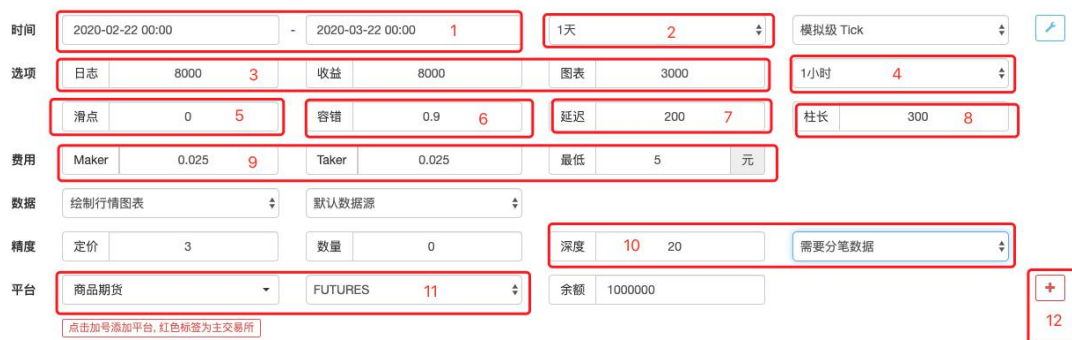 时间 2020-02-22 00:00 - 2020-03-22 00:00 1 1天 2 模拟级 Tick
选项 日志 8000 3 收益 8000 图表 3000 1小时 4
滑点 0 5 容错 0.9 6 延迟 200 7 柱长 300 8
费用 Maker 0.025 9 Taker 0.025 最低 5 元
数据 绘制行情图表 默认数据源
精度 定价 3 数量 0 深度 10 20 需要分笔数据
平台 商品期货 FUTURES 11 余额 1000000 +
点击加号添加平台, 红色标签为主交易所 12